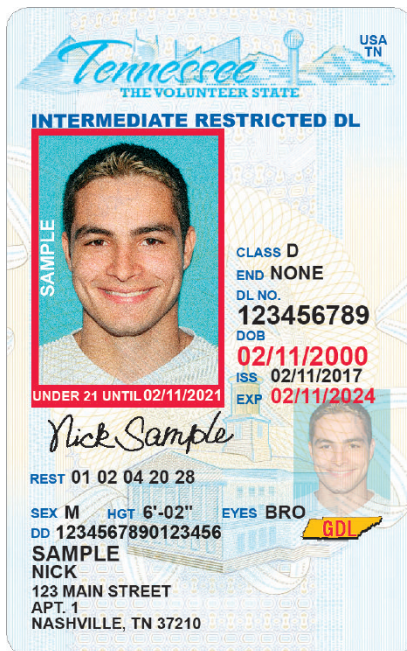 USA
TN
Tennessee
THE VOLUNTEER STATE
INTERMEDIATE RESTRICTED DL
SAMPLE
CLASS D
END NONE
DL NO.
123456789
DOB
02/11/2000
ISS 02/11/2017
EXP 02/11/2024
UNDER 21 UNTIL 02/11/2021
Nick Sample
REST 01 02 04 20 28
SEX M HGT 6'-02" EYES BRO
GDL
DD 1234567890123456
SAMPLE
NICK
123 MAIN STREET
APT. 1
NASHVILLE, TN 37210